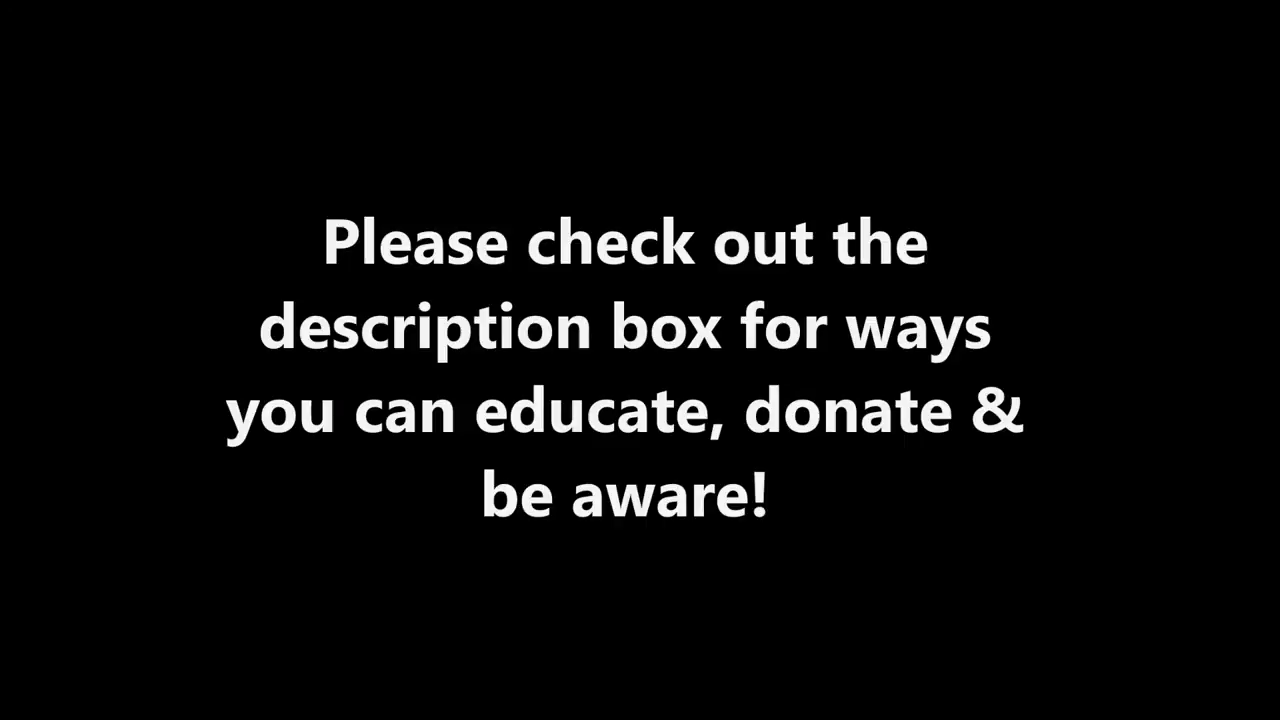 Please check out the
description box for ways
you can educate, donate &
be aware!